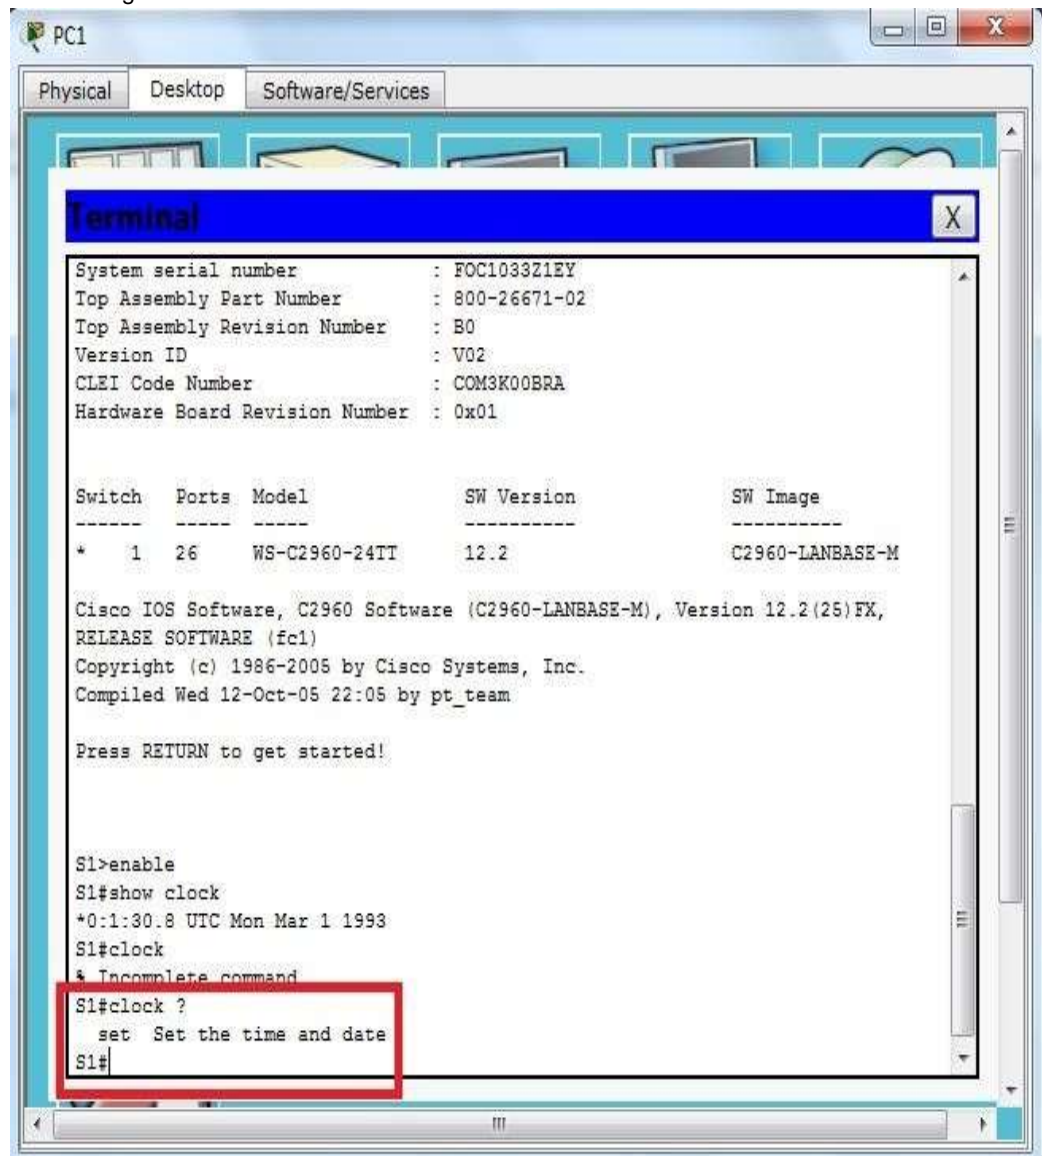 PC1
X
Physical Desktop Software/Services
Terminal X
System serial number : FOC1033Z1EY
Top Assembly Part Number : 800-26671-02
Top Assembly Revision Number : B0
Version ID : V02
CLEI Code Number : COM3K00BRA
Hardware Board Revision Number : 0x01
Switch Ports Model SW Version SW Image
------ ----- ----- ---------- ----------
* 1 26 WS-C2960-24TT 12.2 C2960-LANBASE-M
Cisco IOS Software, C2960 Software (C2960-LANBASE-M), Version 12.2(25)FX,
RELEASE SOFTWARE (fc1)
Copyright (c) 1986-2005 by Cisco Systems, Inc.
Compiled Wed 12-Oct-05 22:05 by pt_team
Press RETURN to get started!
S1>enable
S1#show clock
*0:1:30.8 UTC Mon Mar 1 1993
S1#clock
% Incomplete command
S1#clock ?
set Set the time and date
S1#